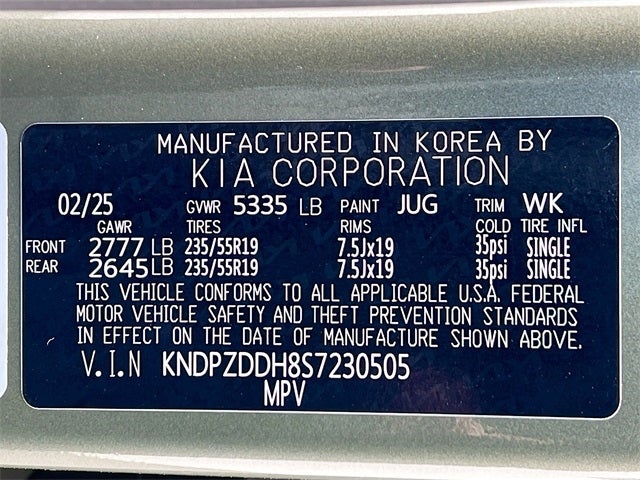 MANUFACTURED IN KOREA BY
KIA CORPORATION
02/25 GVWR 5335 LB PAINT JUG TRIM WK
GAWR TIRES RIMS COLD TIRE INFL
FRONT 2777 LB 235/55R19 7.5Jx19 35psi SINGLE
REAR 2645 LB 235/55R19 7.5Jx19 35psi SINGLE
THIS VEHICLE CONFORMS TO ALL APPLICABLE U.S.A. FEDERAL
MOTOR VEHICLE SAFETY AND THEFT PREVENTION STANDARDS
IN EFFECT ON THE DATE OF MANUFACTURE SHOWN ABOVE.
V.I.N KNDPZDDH8S7230505
MPV